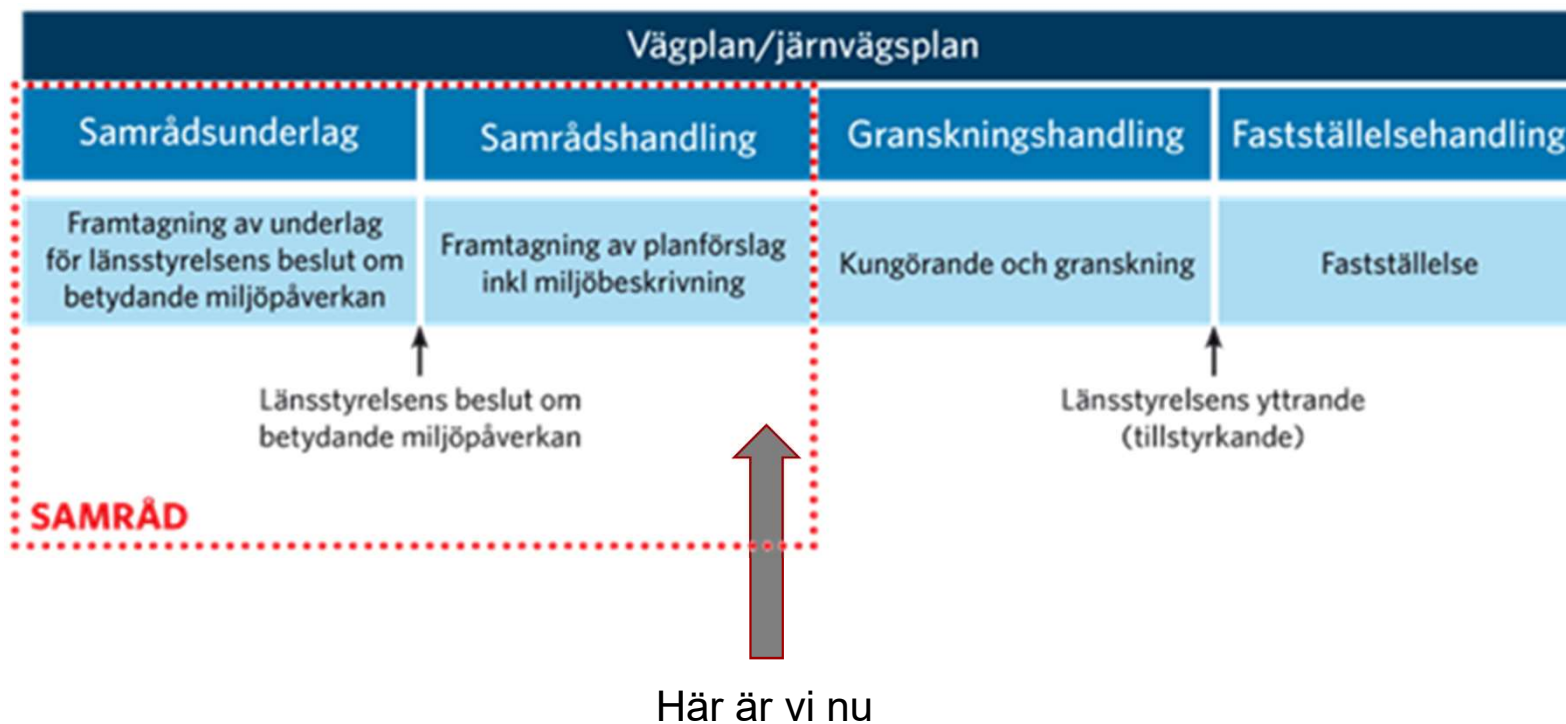 Vägplan/järnvägsplan
Samrådsunderlag
Samrådshandling
Granskningshandling
Fastställelsehandling
Framtagning av underlag
för länsstyrelsens beslut om
betydande miljöpåverkan
Framtagning av planförslag
inkl miljöbeskrivning
Kungörande och granskning
Fastställelse
Länsstyrelsens beslut om
betydande miljöpåverkan
Länsstyrelsens yttrande
(tillstyrkande)
SAMRÅD
Här är vi nu